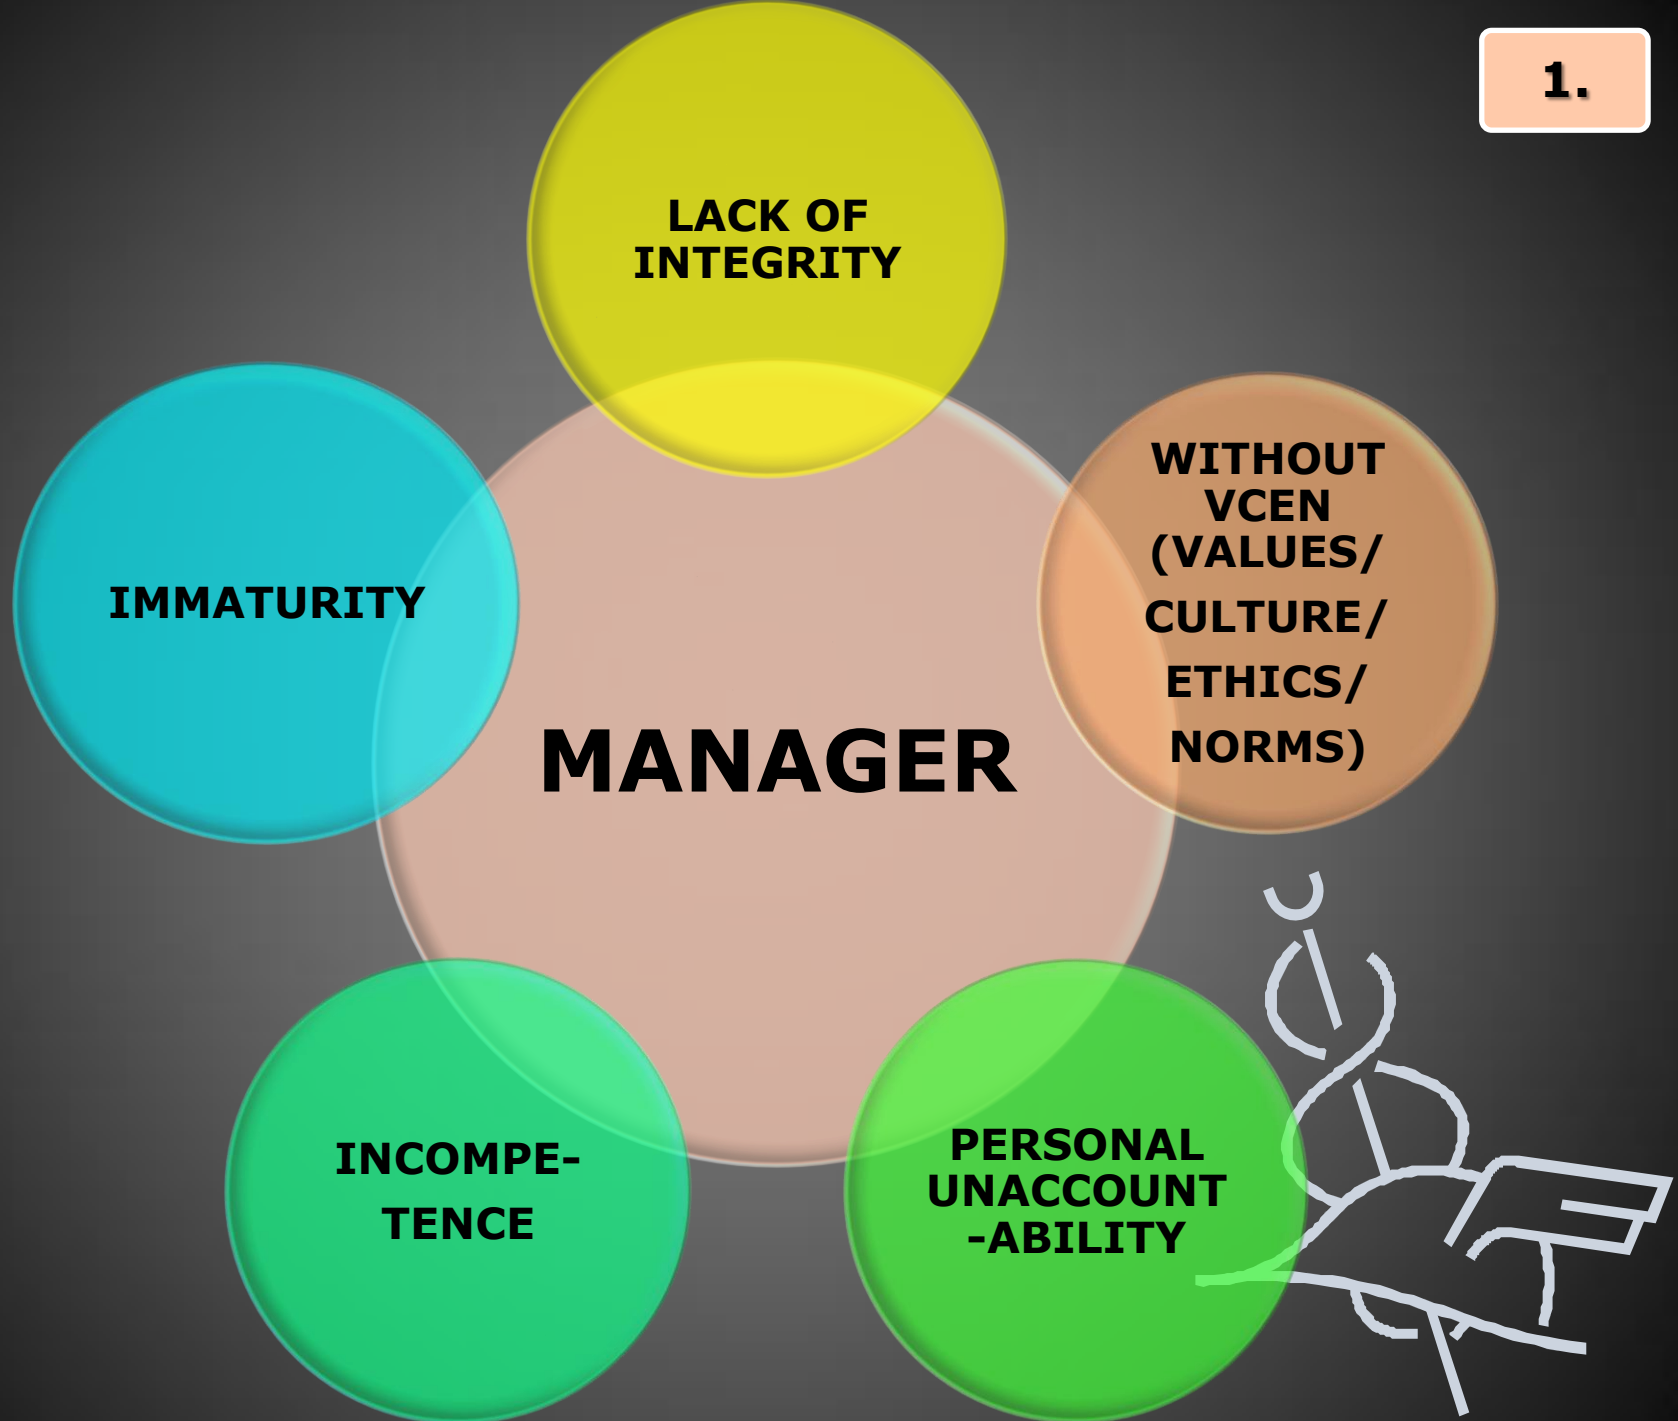 1.
LACK OF
INTEGRITY
WITHOUT
VCEN
(VALUES/
CULTURE/
ETHICS/
NORMS)
IMMATURITY
MANAGER
INCOMPE-
TENCE
PERSONAL
UNACCOUNT
-ABILITY